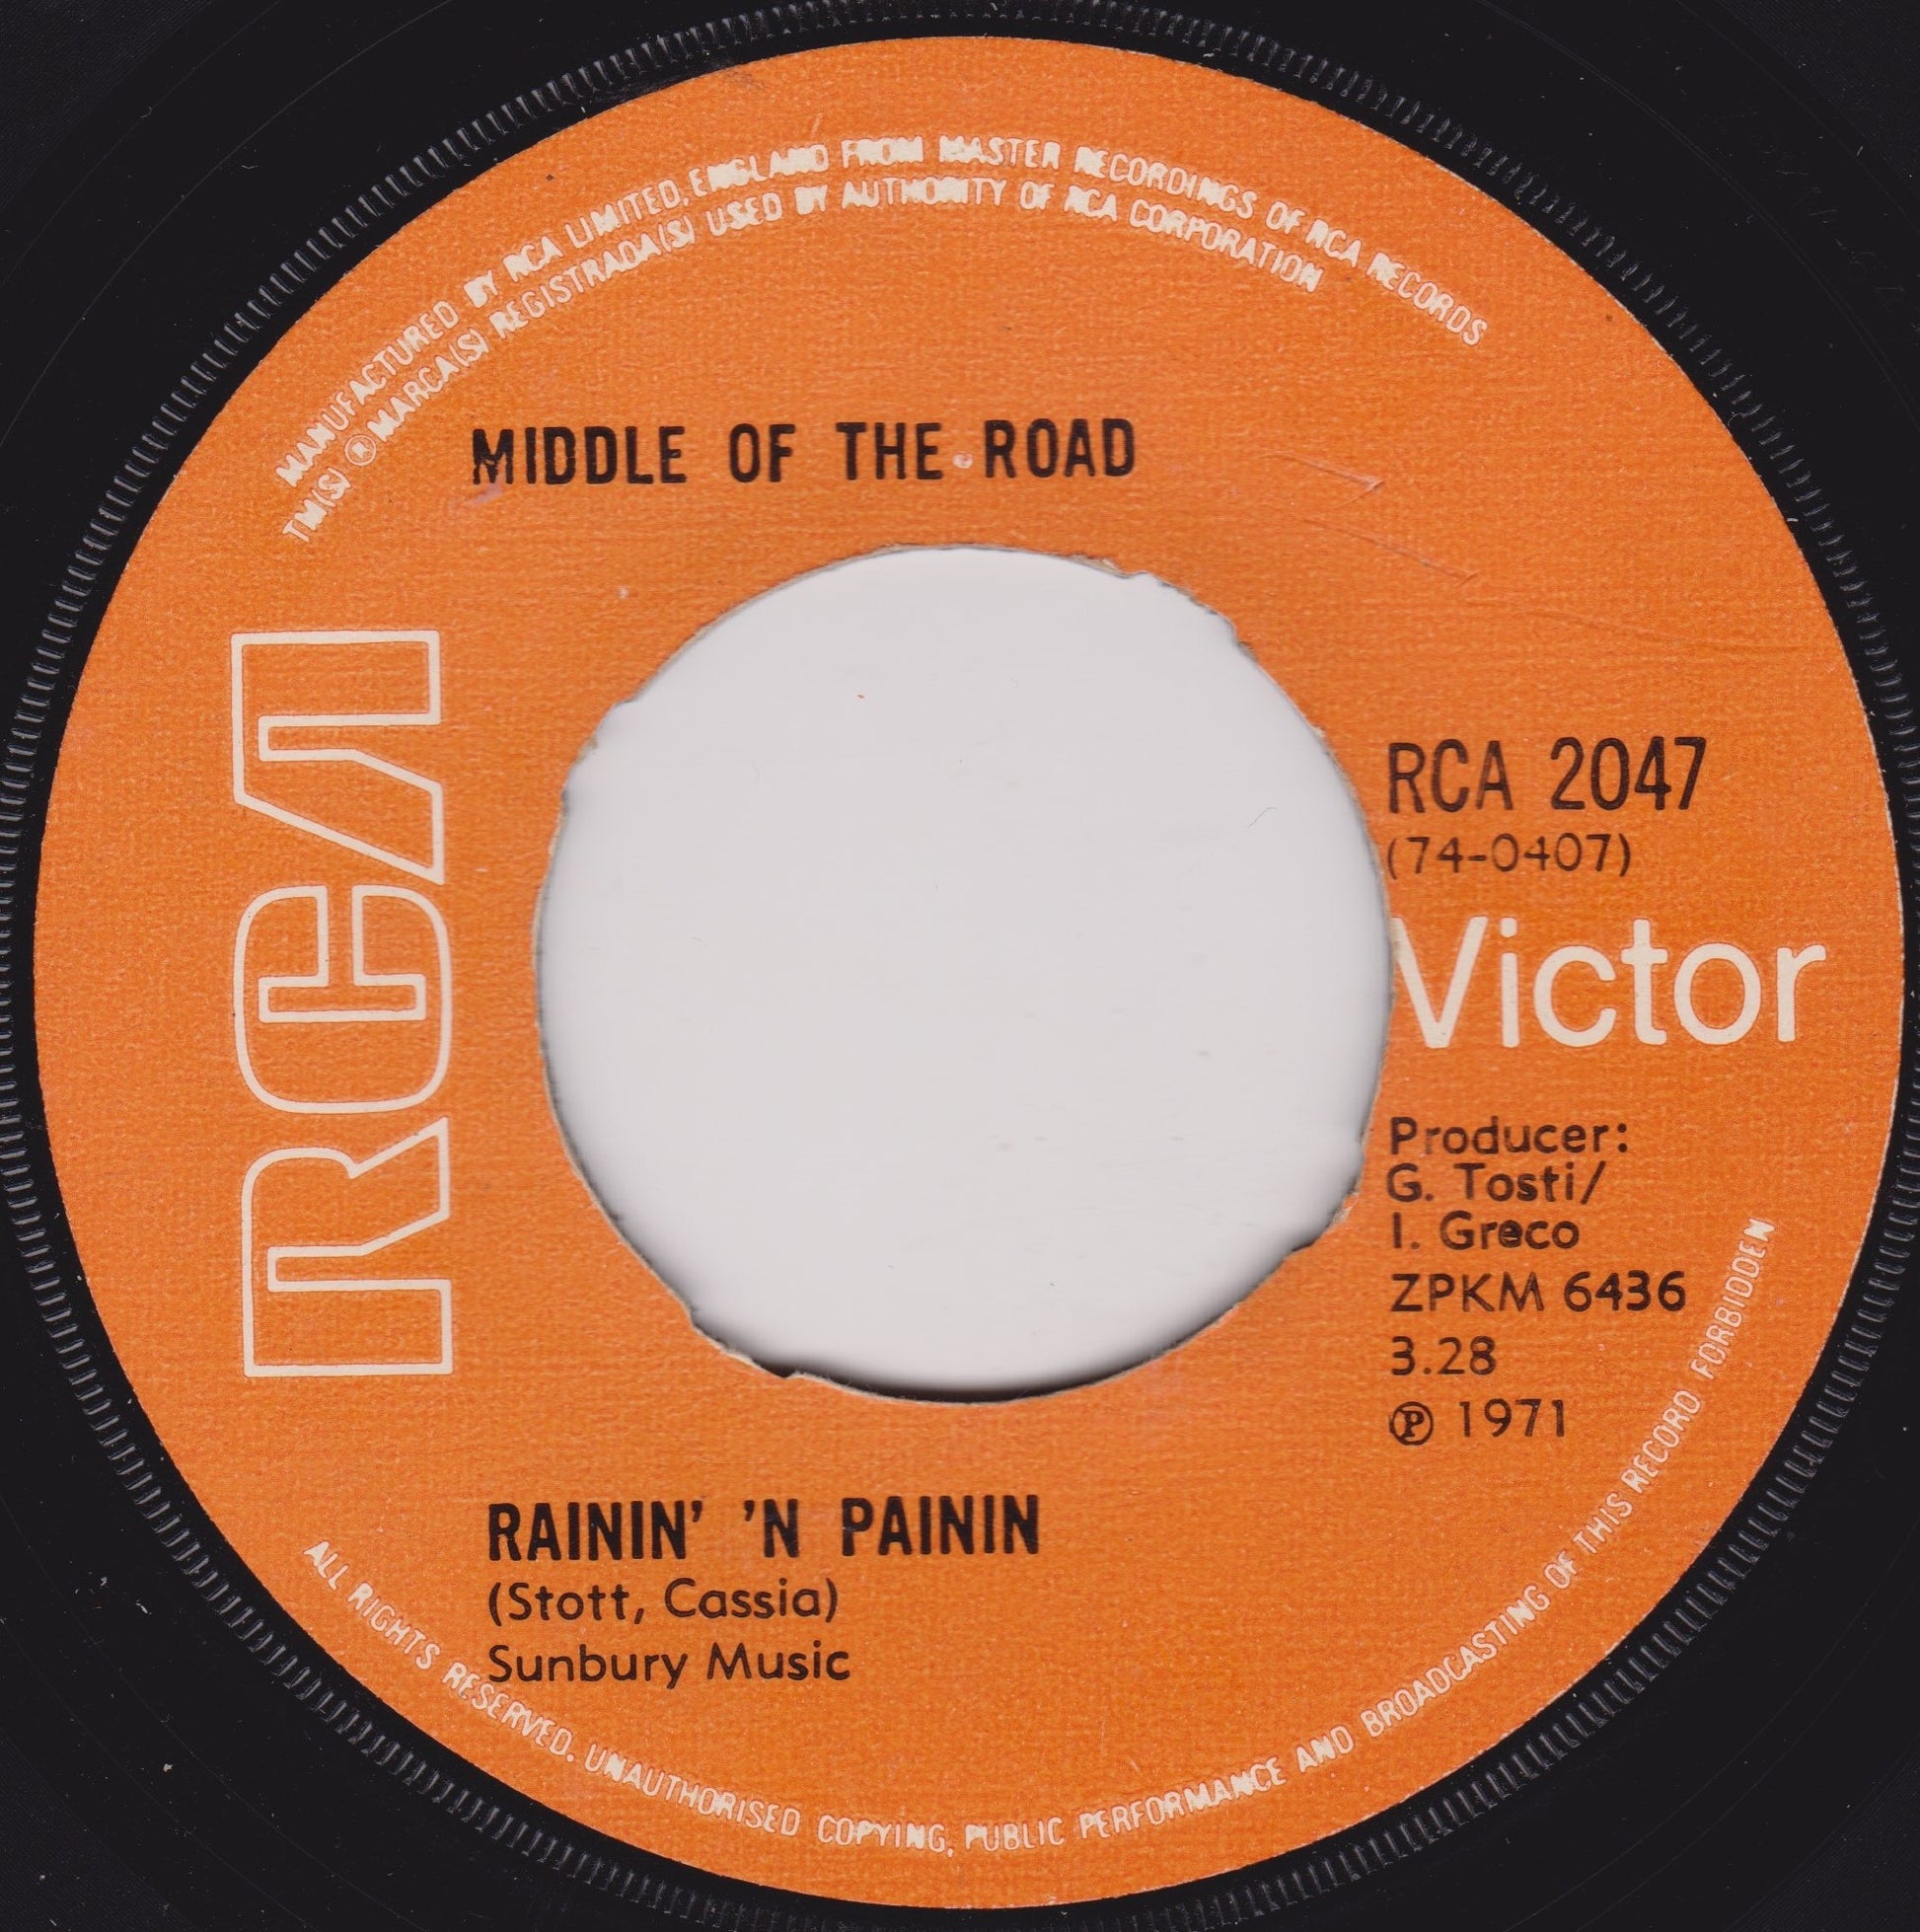 MANUFACTURED BY RCA LIMITED, ENGLAND FROM MASTER RECORDINGS OF RCA RECORDS
TM(S) ® MARCA(S) REGISTRADA(S) USED BY AUTHORITY OF RCA CORPORATION
MIDDLE OF THE ROAD
RCA
RCA 2047
(74-0407)
Victor
Producer:
G. Tosti/
I. Greco
ZPKM 6436
3.28
℗ 1971
RAININ' 'N PAININ
(Stott, Cassia)
Sunbury Music
ALL RIGHTS RESERVED. UNAUTHORISED COPYING, PUBLIC PERFORMANCE AND BROADCASTING OF THIS RECORD FORBIDDEN